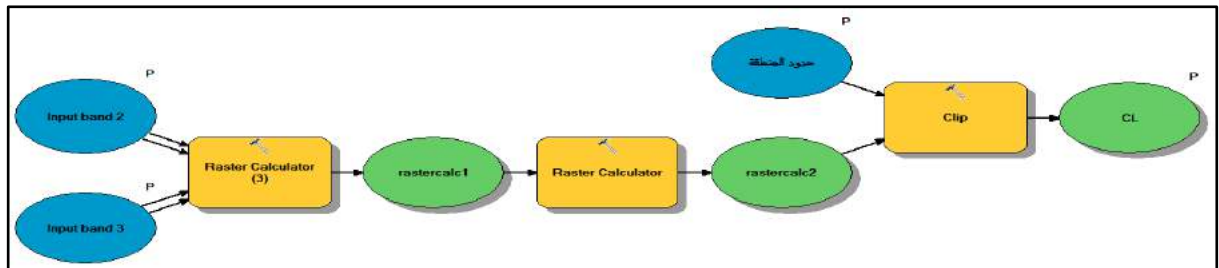 P
حدود المنطقة
P
Input band 2
Clip
P
CL
Raster Calculator
(3)
rastercalc1
Raster Calculator
rastercalc2
P
Input band 3